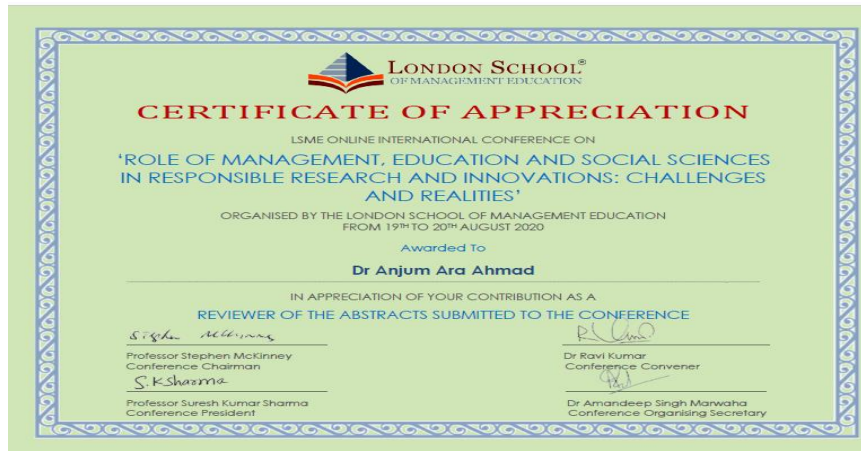 LONDON SCHOOL®
OF MANAGEMENT EDUCATION
CERTIFICATE OF APPRECIATION
LSME ONLINE INTERNATIONAL CONFERENCE ON
'ROLE OF MANAGEMENT, EDUCATION AND SOCIAL SCIENCES
IN RESPONSIBLE RESEARCH AND INNOVATIONS: CHALLENGES
AND REALITIES'
ORGANISED BY THE LONDON SCHOOL OF MANAGEMENT EDUCATION
FROM 19TH TO 20TH AUGUST 2020
Awarded To
Dr Anjum Ara Ahmad
IN APPRECIATION OF YOUR CONTRIBUTION AS A
REVIEWER OF THE ABSTRACTS SUBMITTED TO THE CONFERENCE
Stephen McKinney
Professor Stephen McKinney
Conference Chairman
Dr Ravi Kumar
Conference Convener
S.KSharma
Professor Suresh Kumar Sharma
Conference President
Dr Amandeep Singh Marwaha
Conference Organising Secretary